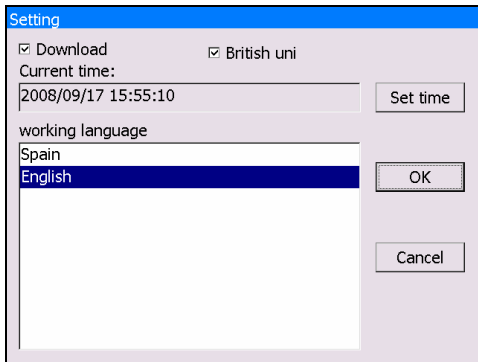 Setting
Download
British uni
Current time:
2008/09/17 15:55:10
Set time
working language
Spain
English
OK
Cancel